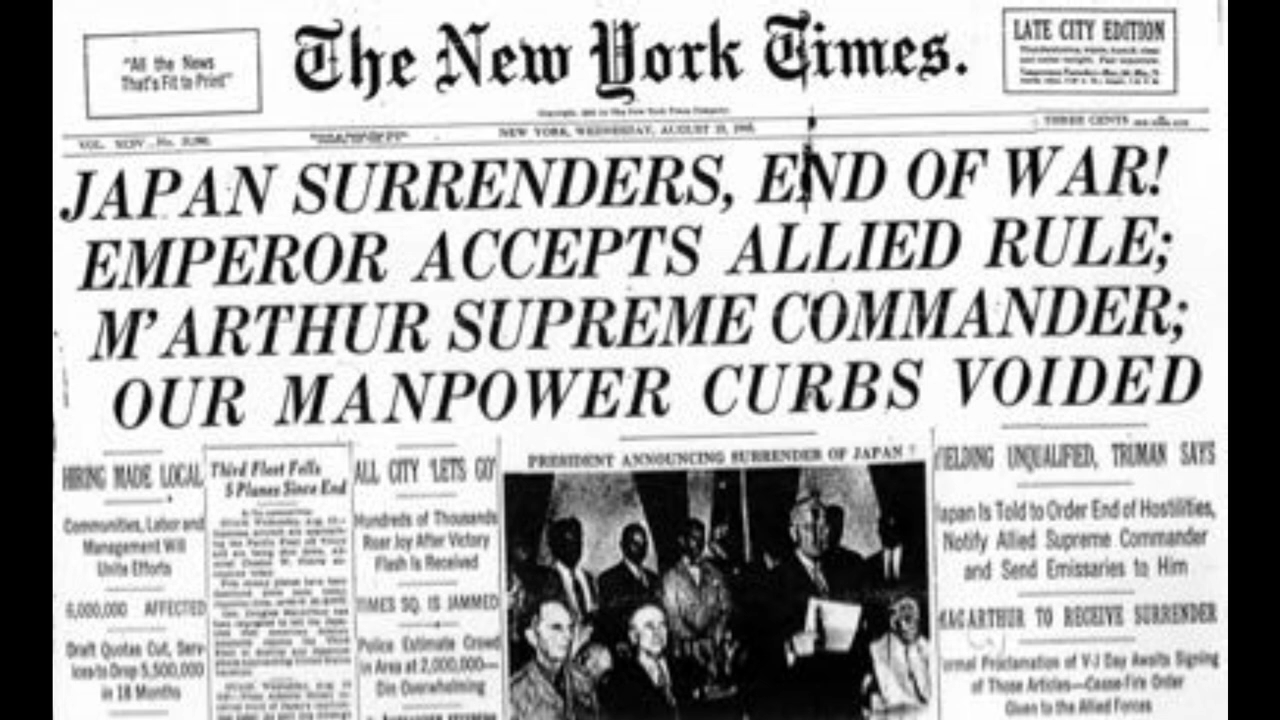 "All the News
That's Fit to Print"
The New York Times.
LATE CITY EDITION
NEW YORK, WEDNESDAY, AUGUST 15, 1945.
THREE CENTS
JAPAN SURRENDERS, END OF WAR!
EMPEROR ACCEPTS ALLIED RULE;
M'ARTHUR SUPREME COMMANDER;
OUR MANPOWER CURBS VOIDED
HIRING MADE LOCAL
Communities, Labor and
Management Will
Unite Efforts
6,000,000 AFFECTED
Draft Quotas Cut, Serv-
ices to Drop 5,500,000
in 18 Months
Third Fleet Fells
5 Planes Since End
ALL CITY 'LETS GO'
Hundreds of Thousands
Roar Joy After Victory
Flash Is Received
TIMES SQ. IS JAMMED
Police Estimate Crowd
in Area at 2,000,000—
Din Overwhelming
PRESIDENT ANNOUNCING SURRENDER OF JAPAN
YIELDING UNQUALIFIED, TRUMAN SAYS
Japan Is Told to Order End of Hostilities,
Notify Allied Supreme Commander
and Send Emissaries to Him
MACARTHUR TO RECEIVE SURRENDER
Formal Proclamation of V-J Day Awaits Signing
of Those Articles—Cease-Fire Order
Given to the Allied Forces